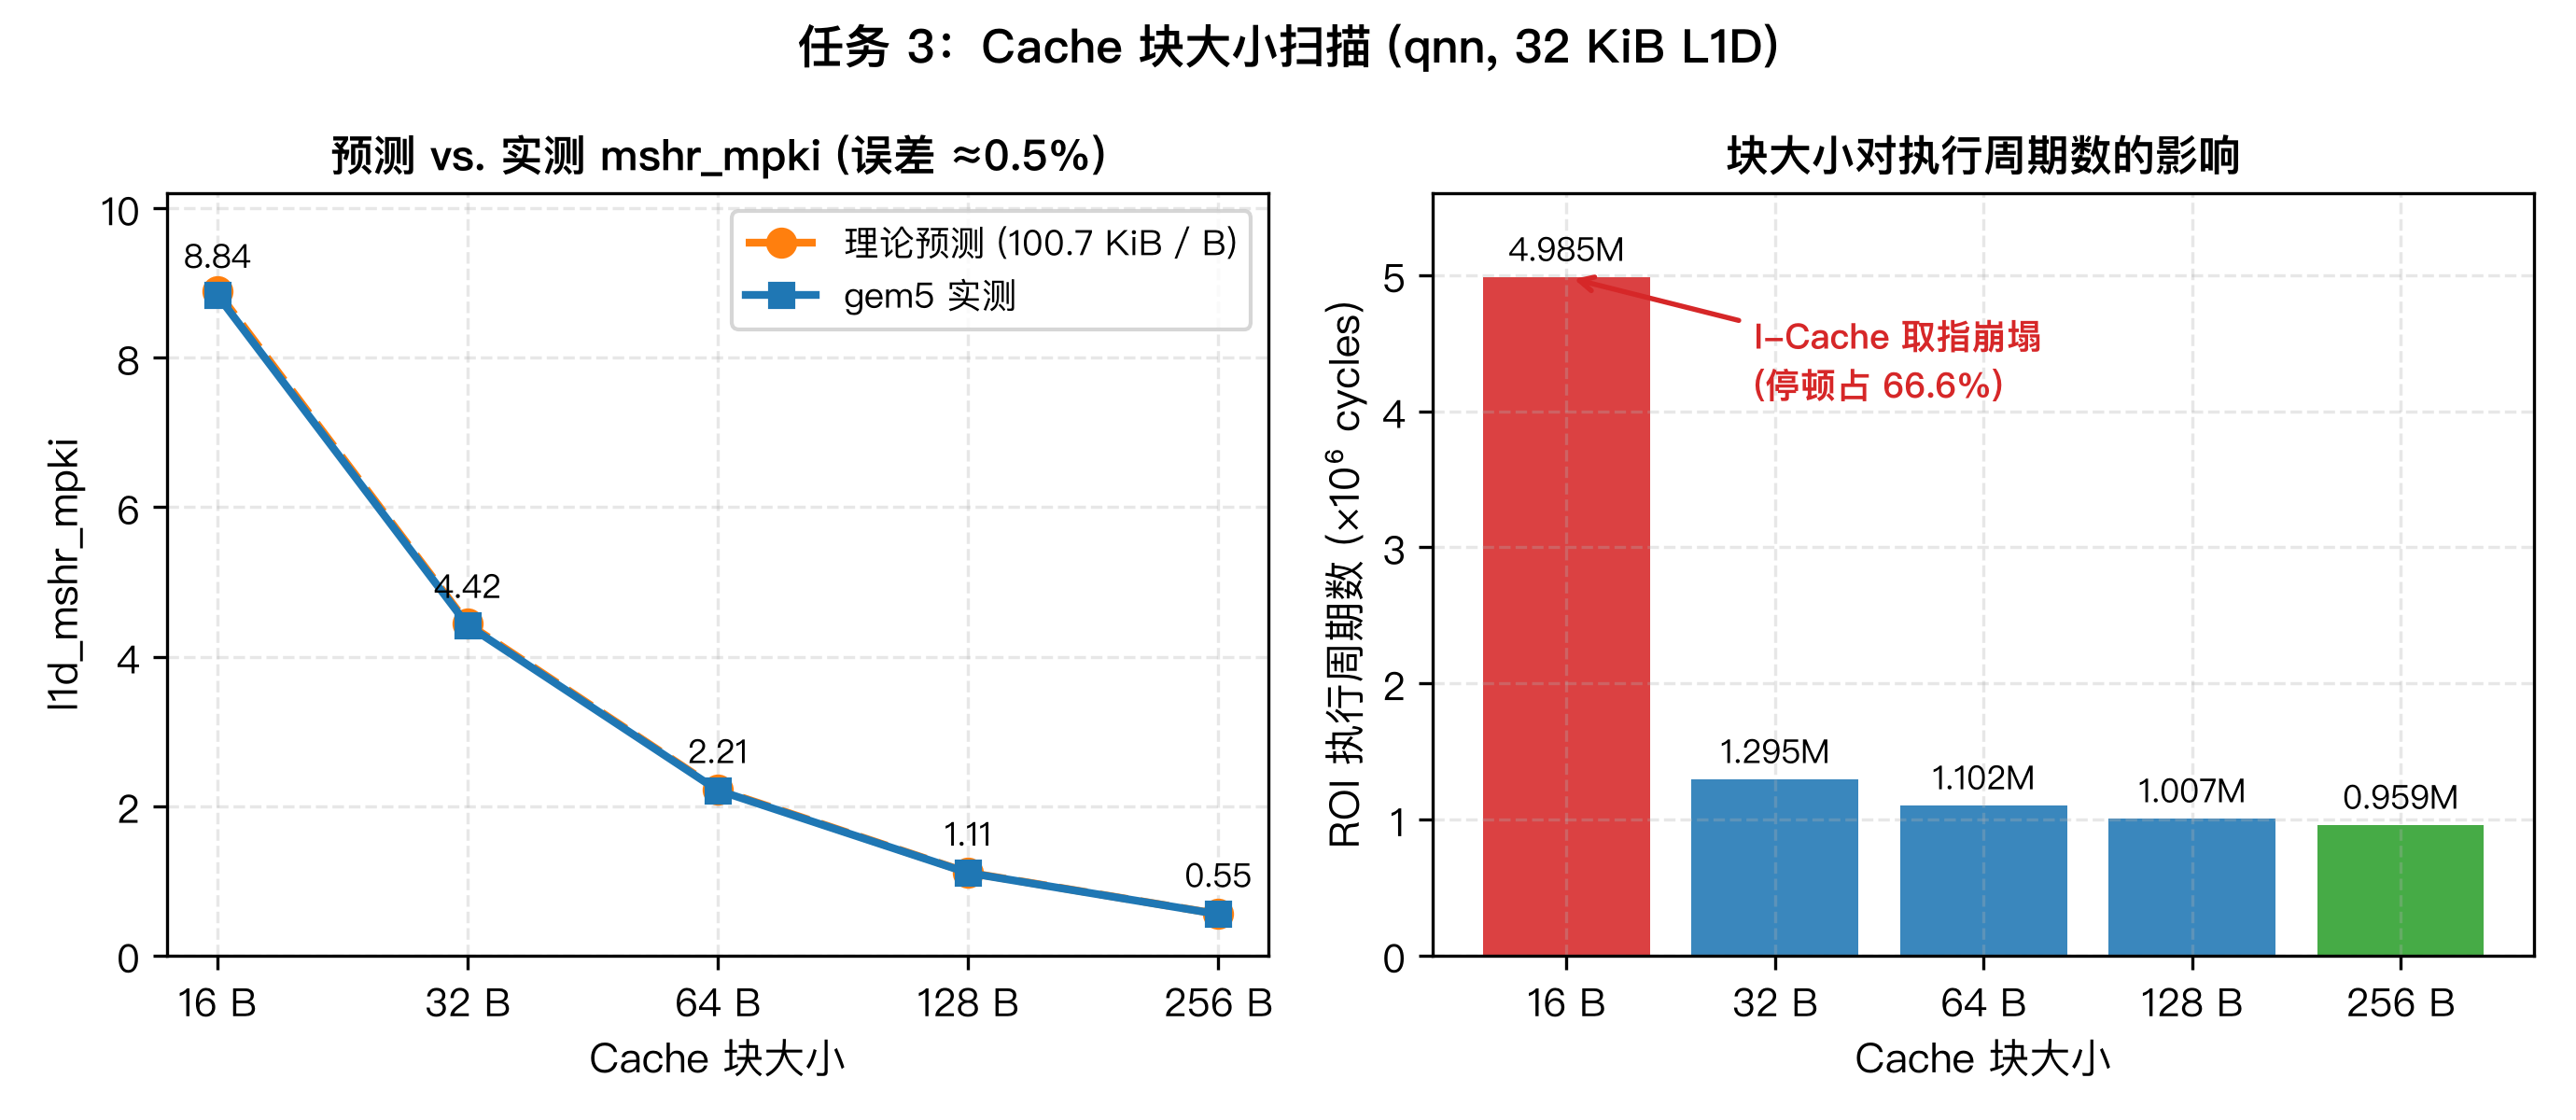 任务 3：Cache 块大小扫描 (qnn, 32 KiB L1D)
预测 vs. 实测 mshr_mpki (误差 ≈0.5%)
l1d_mshr_mpki
10
8
6
4
2
0
8.84
4.42
2.21
1.11
0.55
理论预测 (100.7 KiB / B)
gem5 实测
16 B
32 B
64 B
128 B
256 B
Cache 块大小
块大小对执行周期数的影响
ROI 执行周期数 (×10⁶ cycles)
5
4
3
2
1
0
4.985M
I-Cache 取指崩塌
(停顿占 66.6%)
1.295M
1.102M
1.007M
0.959M
16 B
32 B
64 B
128 B
256 B
Cache 块大小